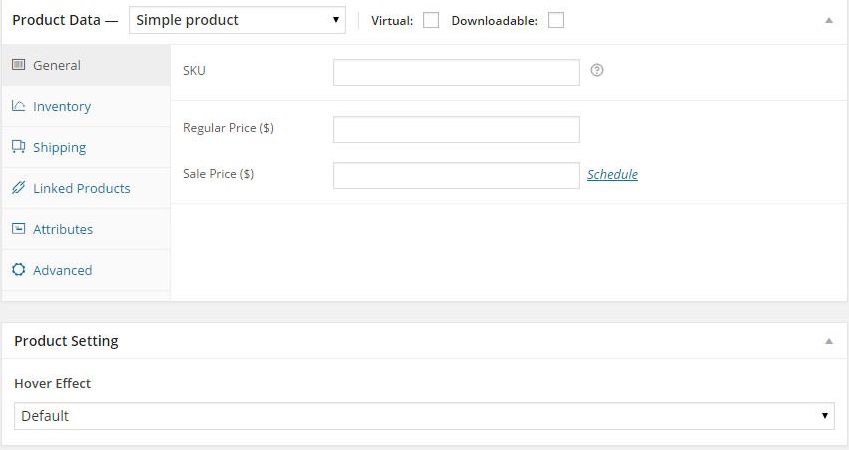 Product Data — Simple product Virtual: Downloadable:
General
Inventory
Shipping
Linked Products
Attributes
Advanced
SKU
Regular Price ($)
Sale Price ($) Schedule
Product Setting
Hover Effect
Default